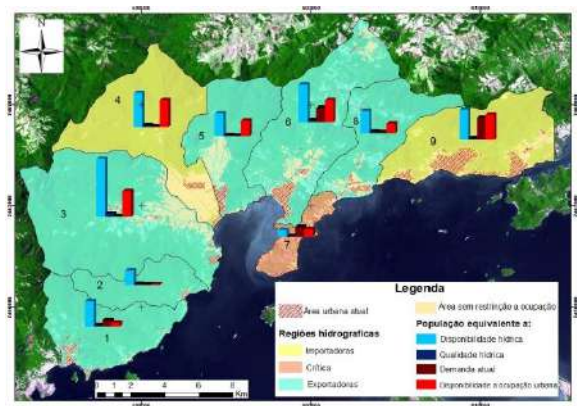 N
4
5
6
8
9
3
7
2
1
Legenda
Área urbana atual
Área sem restrição a ocupação
Regiões hidrograficas
Importadoras
Crítica
Exportadoras
População equivalente a:
Disponibilidade hídrica
Qualidade hídrica
Demanda atual
Disponibilidade a ocupação urbana
0 1 2 4 6 8
Km